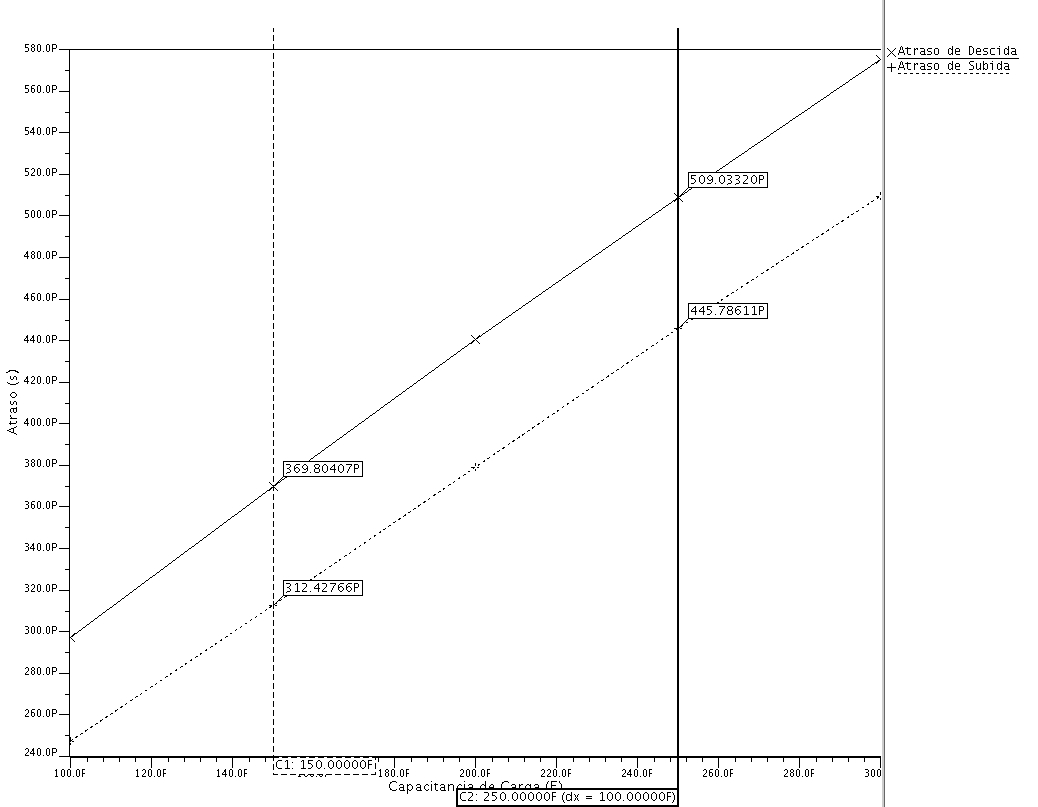 Atraso de Descida
Atraso de Subida
580.0P
560.0P
540.0P
520.0P
500.0P
480.0P
460.0P
440.0P
420.0P
400.0P
380.0P
360.0P
340.0P
320.0P
300.0P
280.0P
260.0P
240.0P
Atraso (s)
509.03320P
445.78611P
369.80407P
312.42766P
100.0F 120.0F 140.0F 180.0F 200.0F 220.0F 240.0F 260.0F 280.0F 300
C1: 150.00000F
Capacitancia de Carga (F)
C2: 250.00000F (dx = 100.00000F)